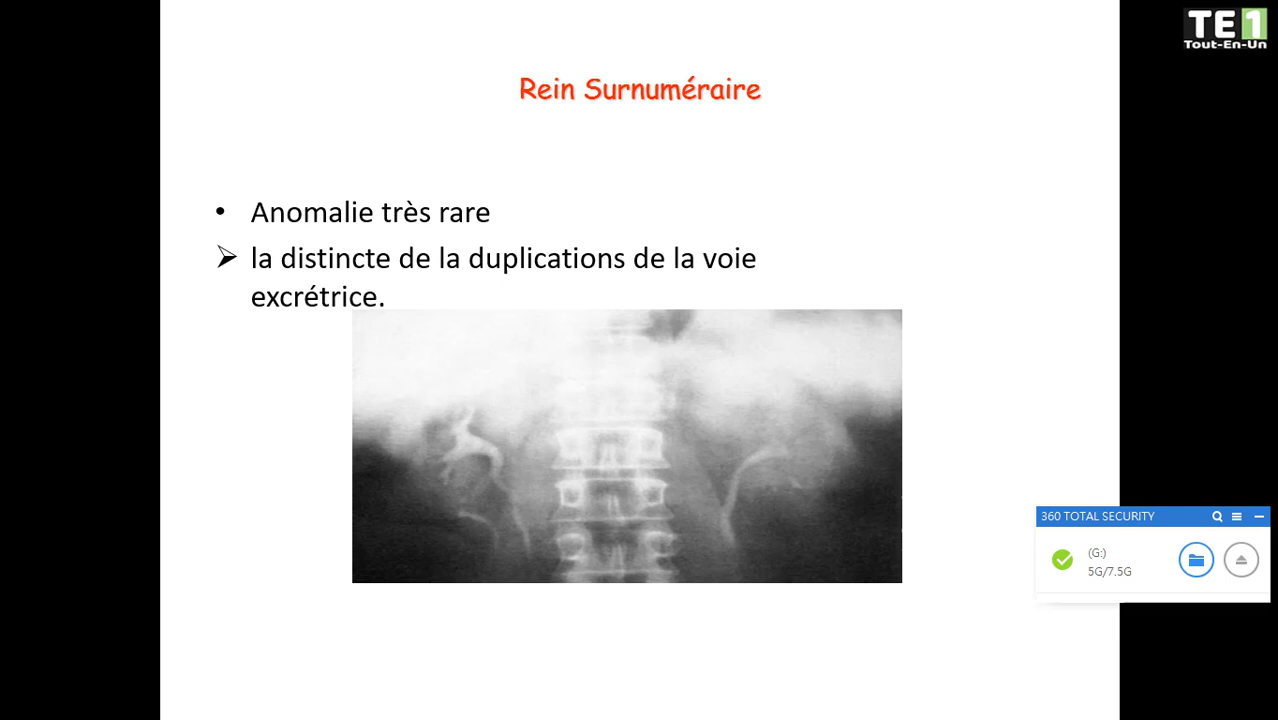 TE1
Tout-En-Un
Rein Surnuméraire
• Anomalie très rare
➢ la distincte de la duplications de la voie
excrétrice.
360 TOTAL SECURITY
(G:)
5G/7.5G